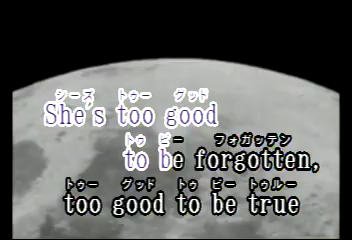 シーズ トゥー グッド
She's too good
トゥ ビー フォガッテン
to be forgotten,
トゥー グッド トゥ ビー トゥルー
too good to be true